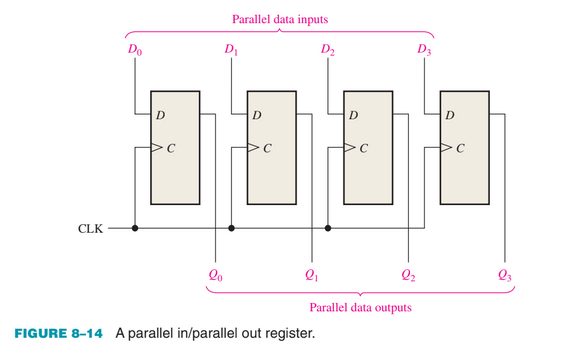 Parallel data inputs
D₀ D₁ D₂ D₃
D D D D
C C C C
CLK
Q₀ Q₁ Q₂ Q₃
Parallel data outputs
FIGURE 8–14 A parallel in/parallel out register.